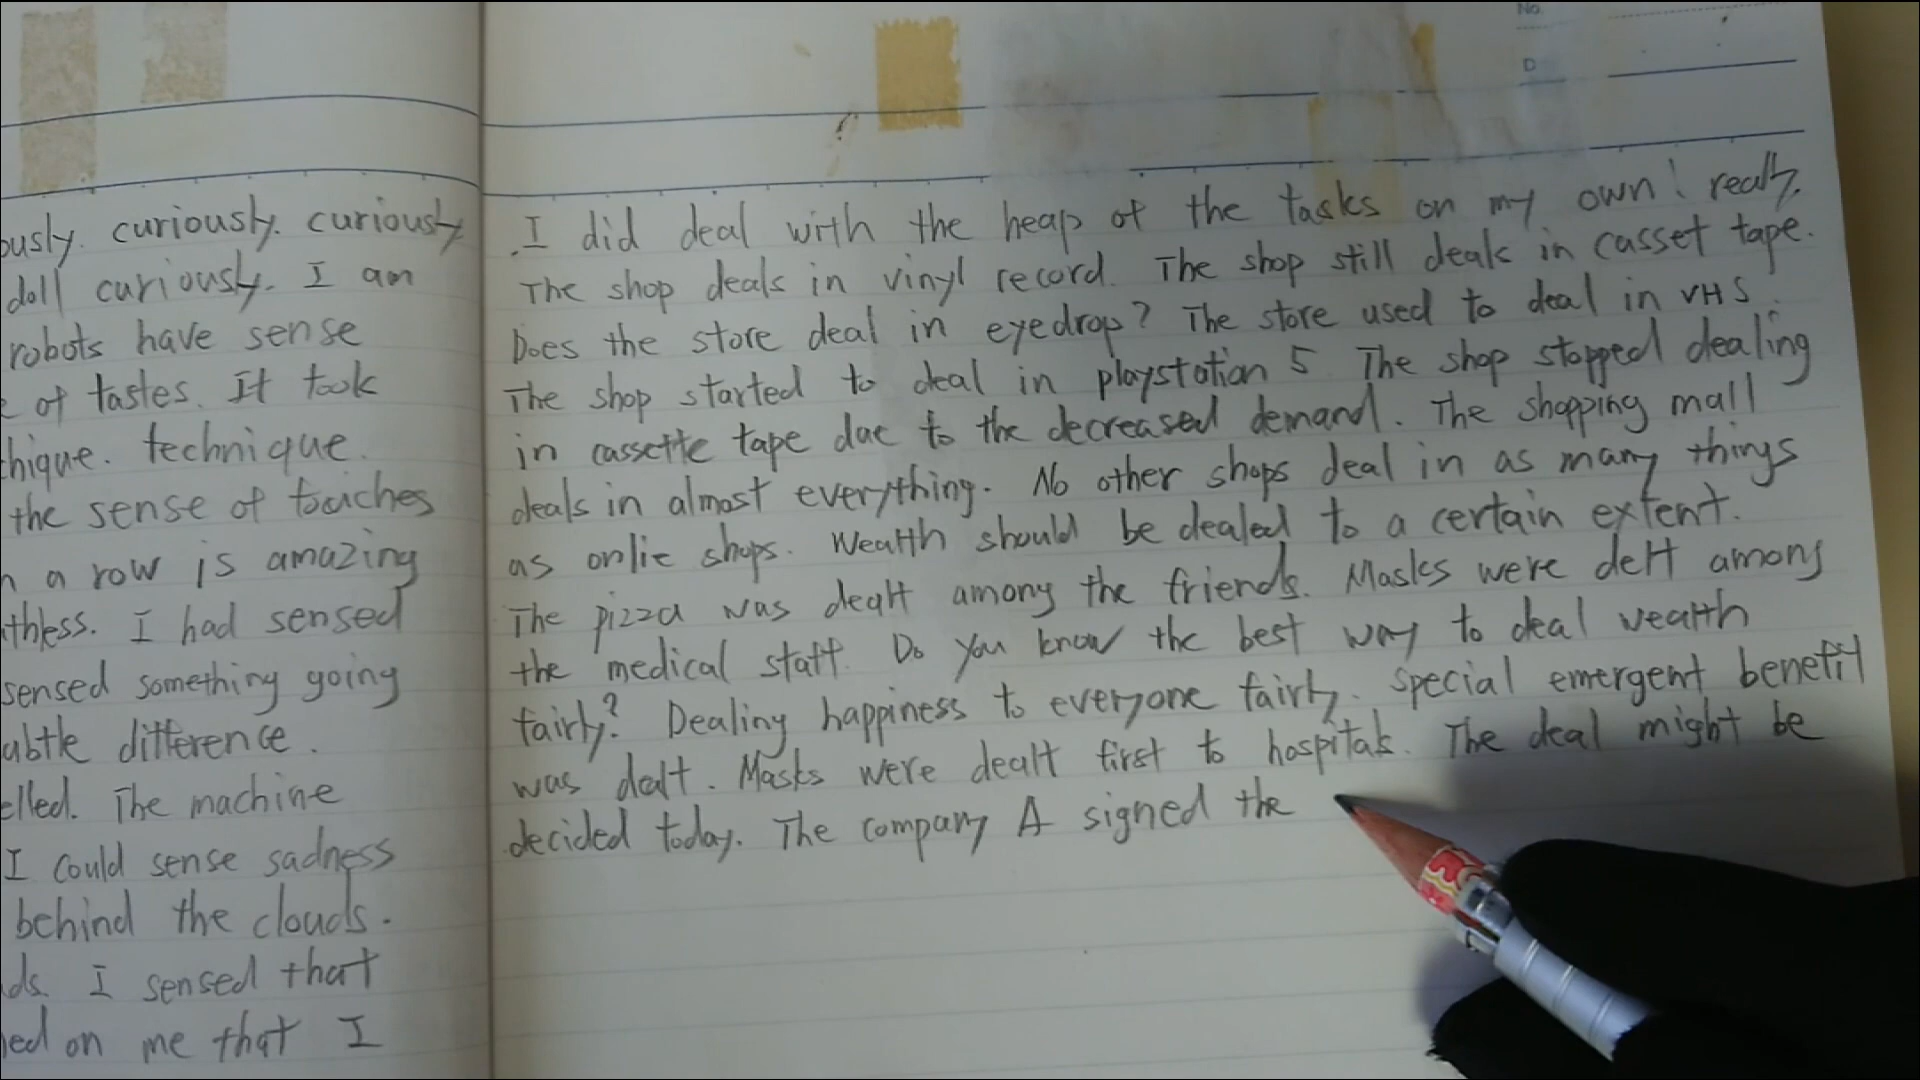 No.
D
ously. curiously. curiously
doll curiously. I am
robots have sense
of tastes. It took
hique. technique.
the sense of touches
n a row is amazing
thless. I had sensed
sensed something going
ubtle difference.
elled. The machine
I could sense sadness
behind the clouds.
ds. I sensed that
ed on me that I
I did deal with the heap of the tasks on my own! really.
The shop deals in vinyl record. The shop still deals in casset tape.
Does the store deal in eyedrop? The store used to deal in VHS.
The shop started to deal in playstation 5. The shop stopped dealing
in cassette tape due to the decreased demand. The shopping mall
deals in almost everything. No other shops deal in as many things
as onlie shops. Wealth should be dealed to a certain extent.
The pizza was dealt among the friends. Masks were delt among
the medical staff. Do you know the best way to deal wealth
fairly? Dealing happiness to everyone fairly. Special emergent benefit
was dealt. Masks were dealt first to hospitals. The deal might be
decided today. The company A signed the